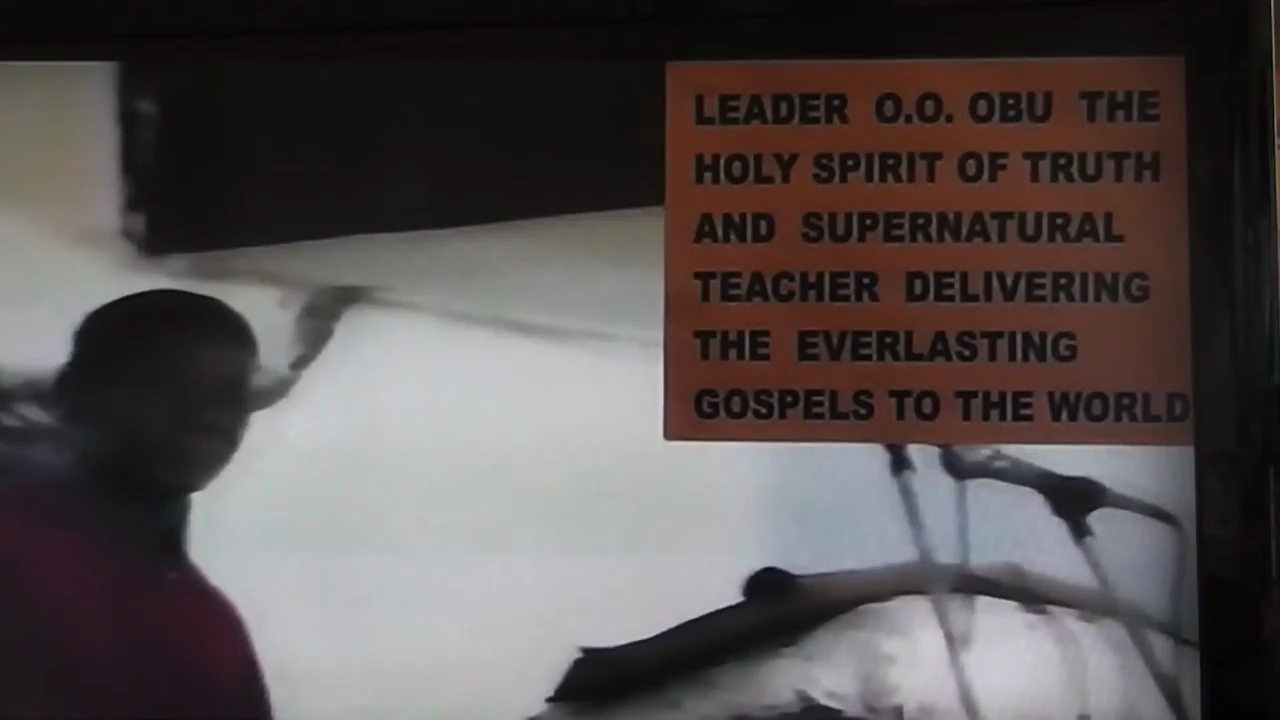 LEADER O.O. OBU THE
HOLY SPIRIT OF TRUTH
AND SUPERNATURAL
TEACHER DELIVERING
THE EVERLASTING
GOSPELS TO THE WORLD